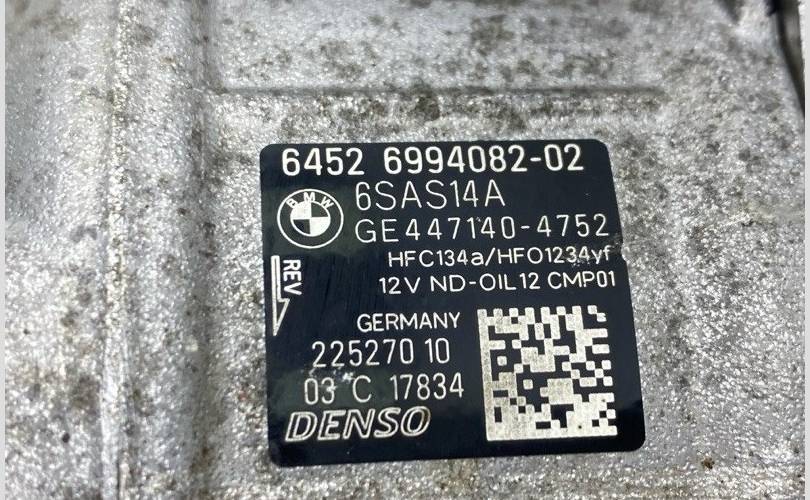 6452 6994082-02
BMW
6SAS14A
GE447140-4752
HFC134a/HFO1234yf
12V ND-OIL12 CMP01
REV
GERMANY
225270 10
03 C 17834
DENSO